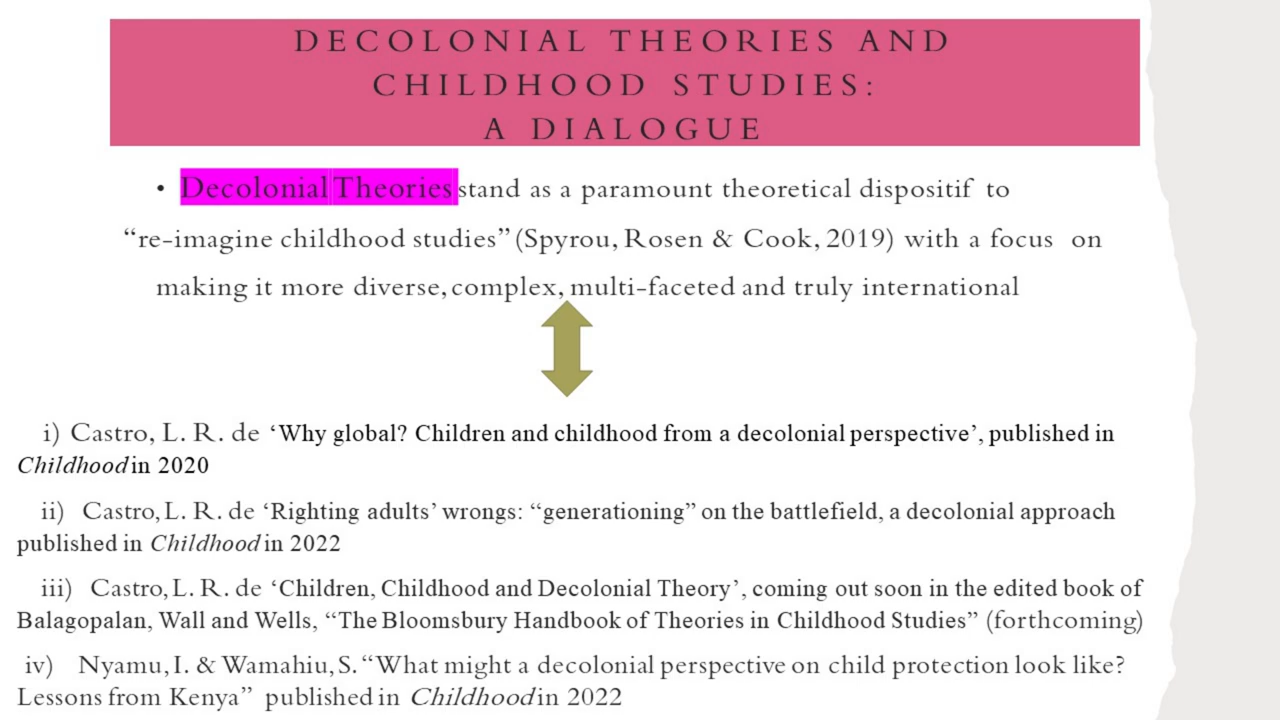 DECOLONIAL THEORIES AND
CHILDHOOD STUDIES:
A DIALOGUE
• Decolonial Theories stand as a paramount theoretical dispositif to
“re-imagine childhood studies” (Spyrou, Rosen & Cook, 2019) with a focus on
making it more diverse, complex, multi-faceted and truly international
i) Castro, L. R. de ‘Why global? Children and childhood from a decolonial perspective’, published in
Childhood in 2020
ii) Castro, L. R. de ‘Righting adults’ wrongs: “generationing” on the battlefield, a decolonial approach
published in Childhood in 2022
iii) Castro, L. R. de ‘Children, Childhood and Decolonial Theory’, coming out soon in the edited book of
Balagopalan, Wall and Wells, “The Bloomsbury Handbook of Theories in Childhood Studies” (forthcoming)
iv) Nyamu, I. & Wamahiu, S. “What might a decolonial perspective on child protection look like?
Lessons from Kenya” published in Childhood in 2022